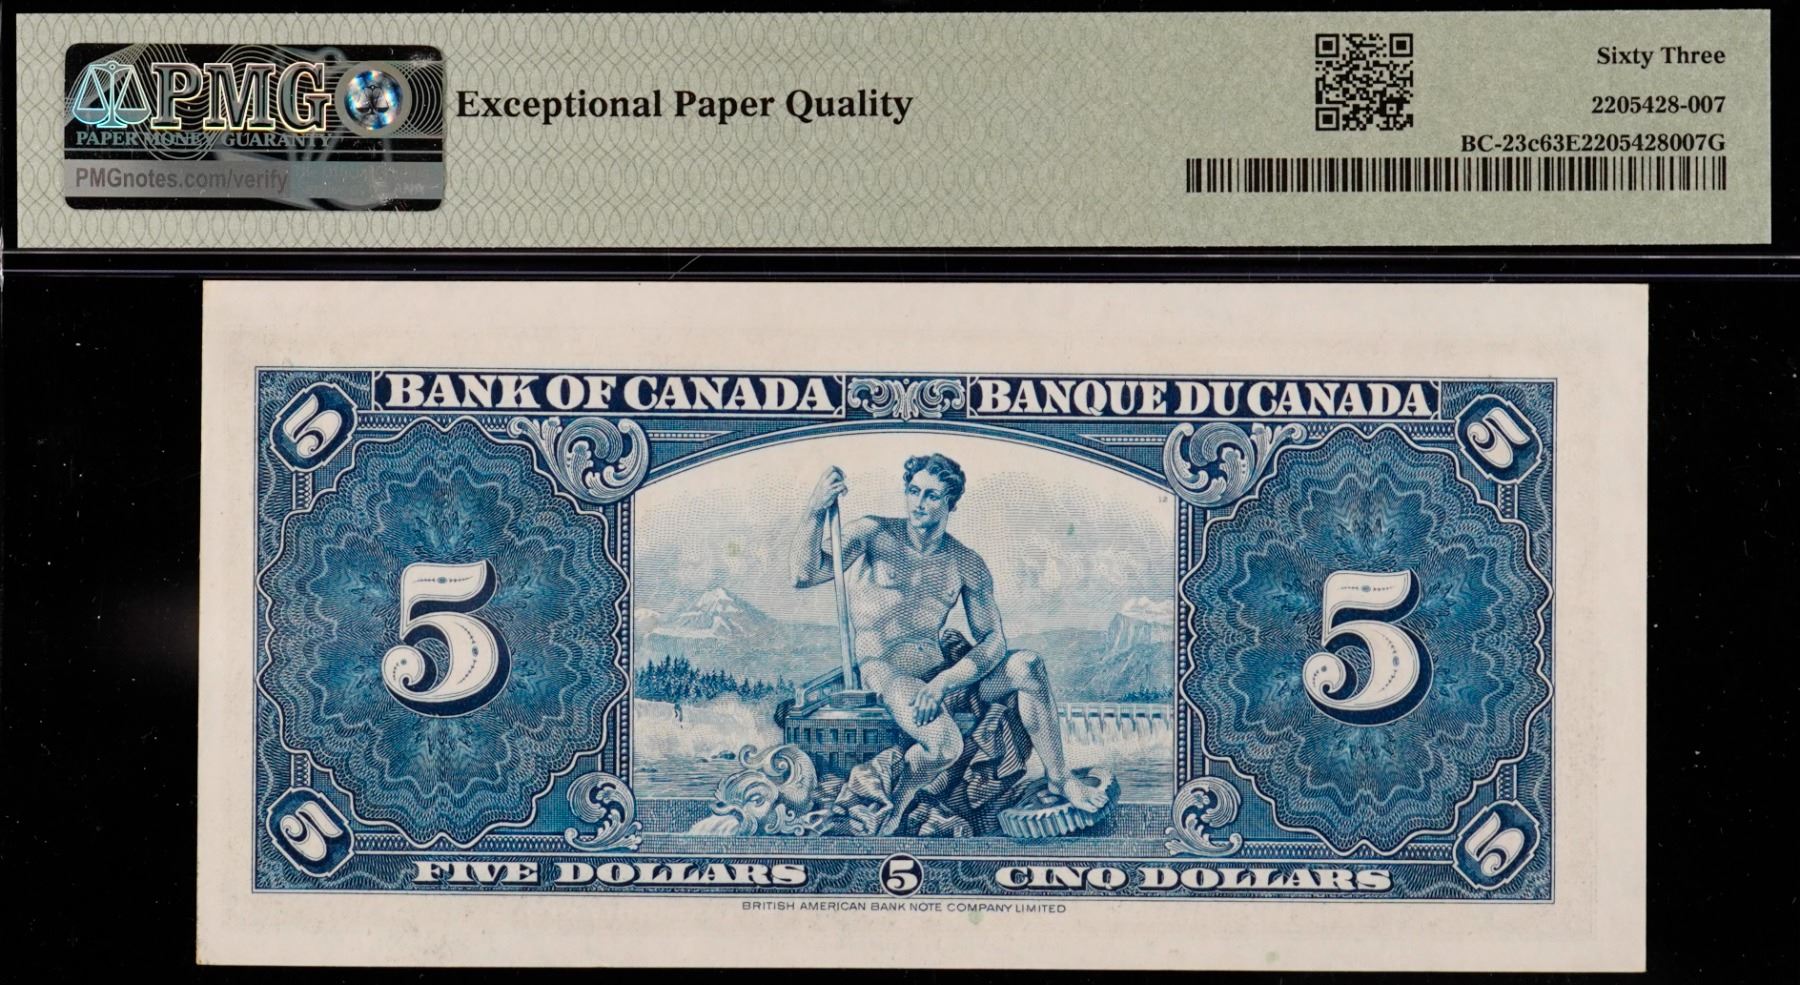 PMG
PAPER MONEY GUARANTY
PMGnotes.com/verify
Exceptional Paper Quality
Sixty Three
2205428-007
BC-23c63E2205428007G
5 BANK OF CANADA BANQUE DU CANADA 5
12
5 5
5 FIVE DOLLARS 5 CINQ DOLLARS 5
BRITISH AMERICAN BANK NOTE COMPANY LIMITED